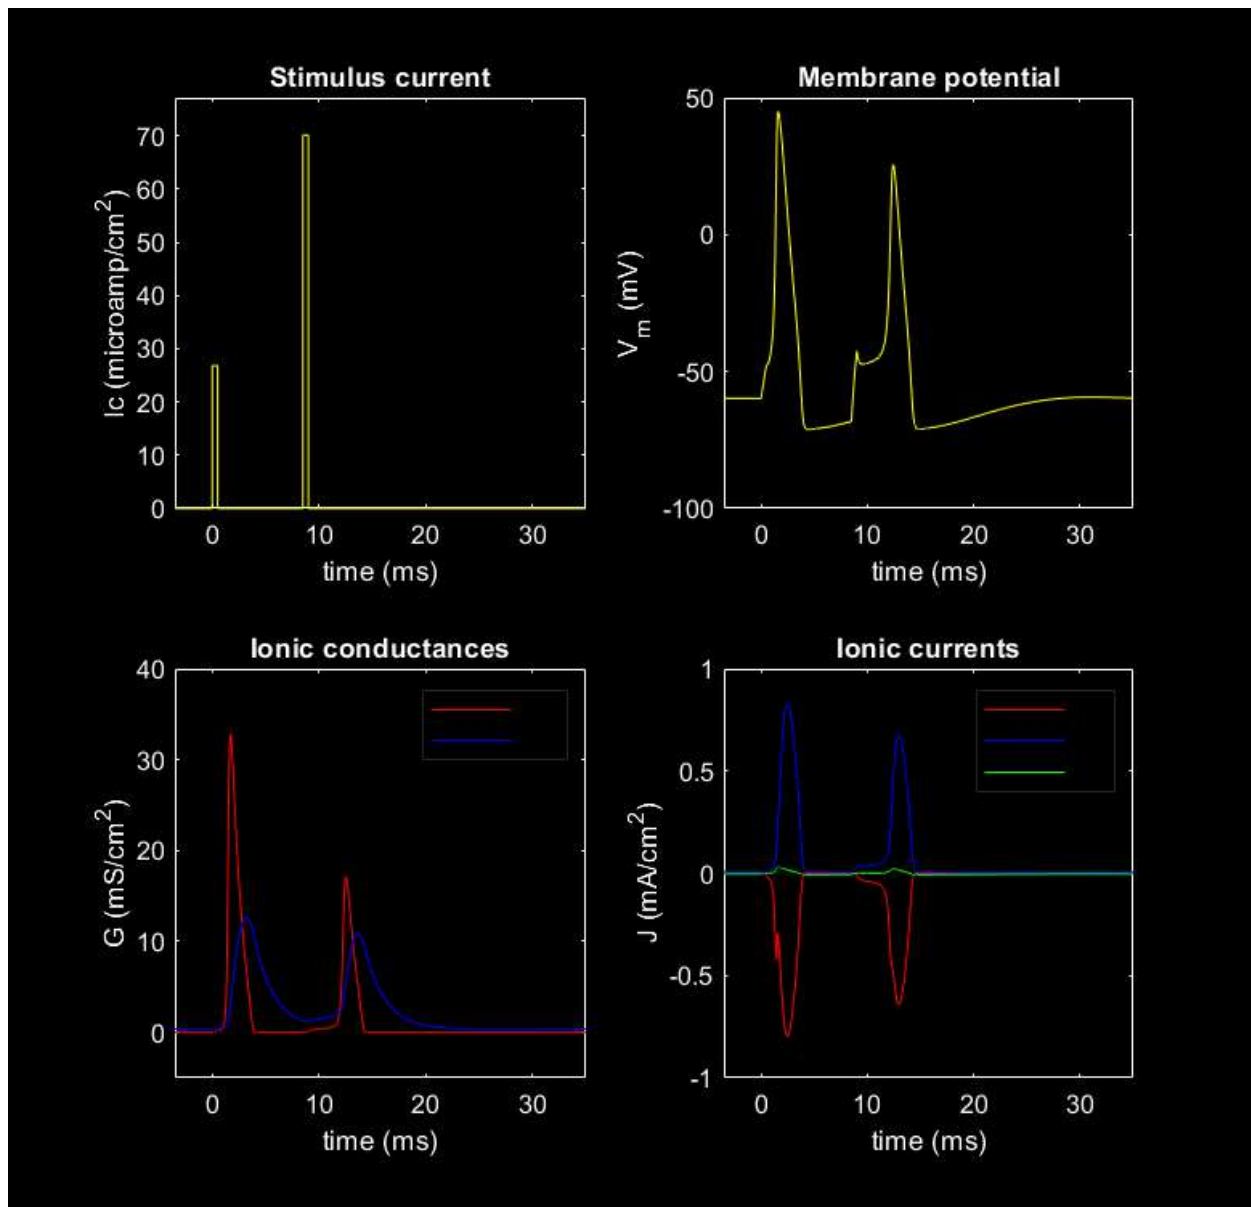 Stimulus current
70
60
50
40
30
20
10
0
Ic (microamp/cm2)
0 10 20 30
time (ms)
Membrane potential
50
0
-50
-100
Vm (mV)
0 10 20 30
time (ms)
Ionic conductances
40
30
20
10
0
G (mS/cm2)
0 10 20 30
time (ms)
Ionic currents
1
0.5
0
-0.5
-1
J (mA/cm2)
0 10 20 30
time (ms)